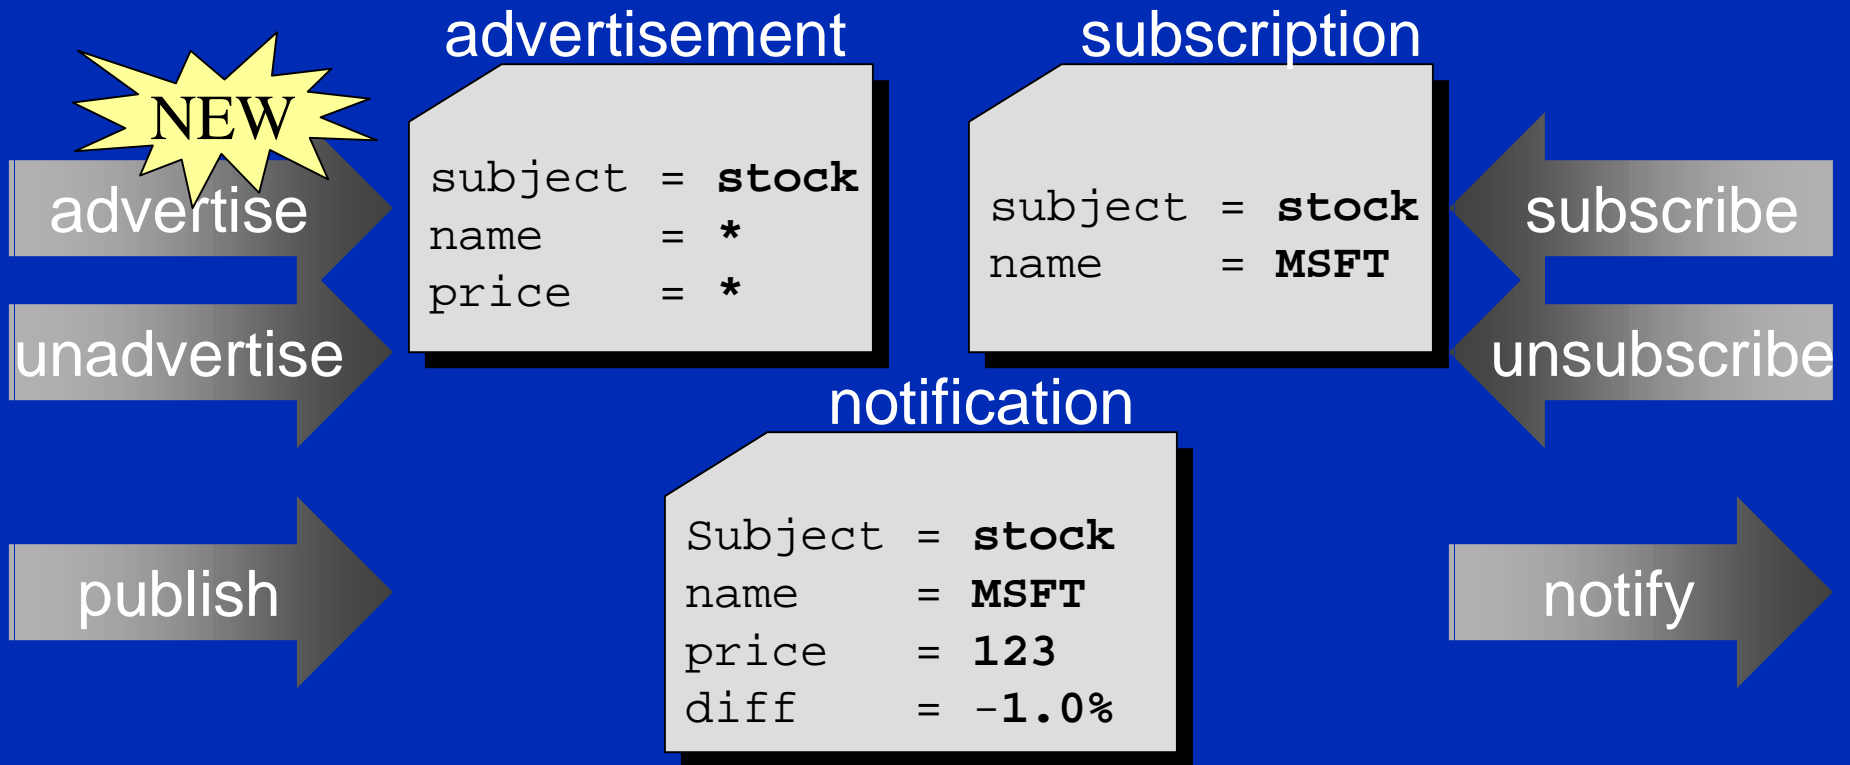 advertisement
subscription
NEW
advertise
unadvertise
subject = stock
name = *
price = *
subject = stock
name = MSFT
subscribe
unsubscribe
notification
publish
Subject = stock
name = MSFT
price = 123
diff = -1.0%
notify